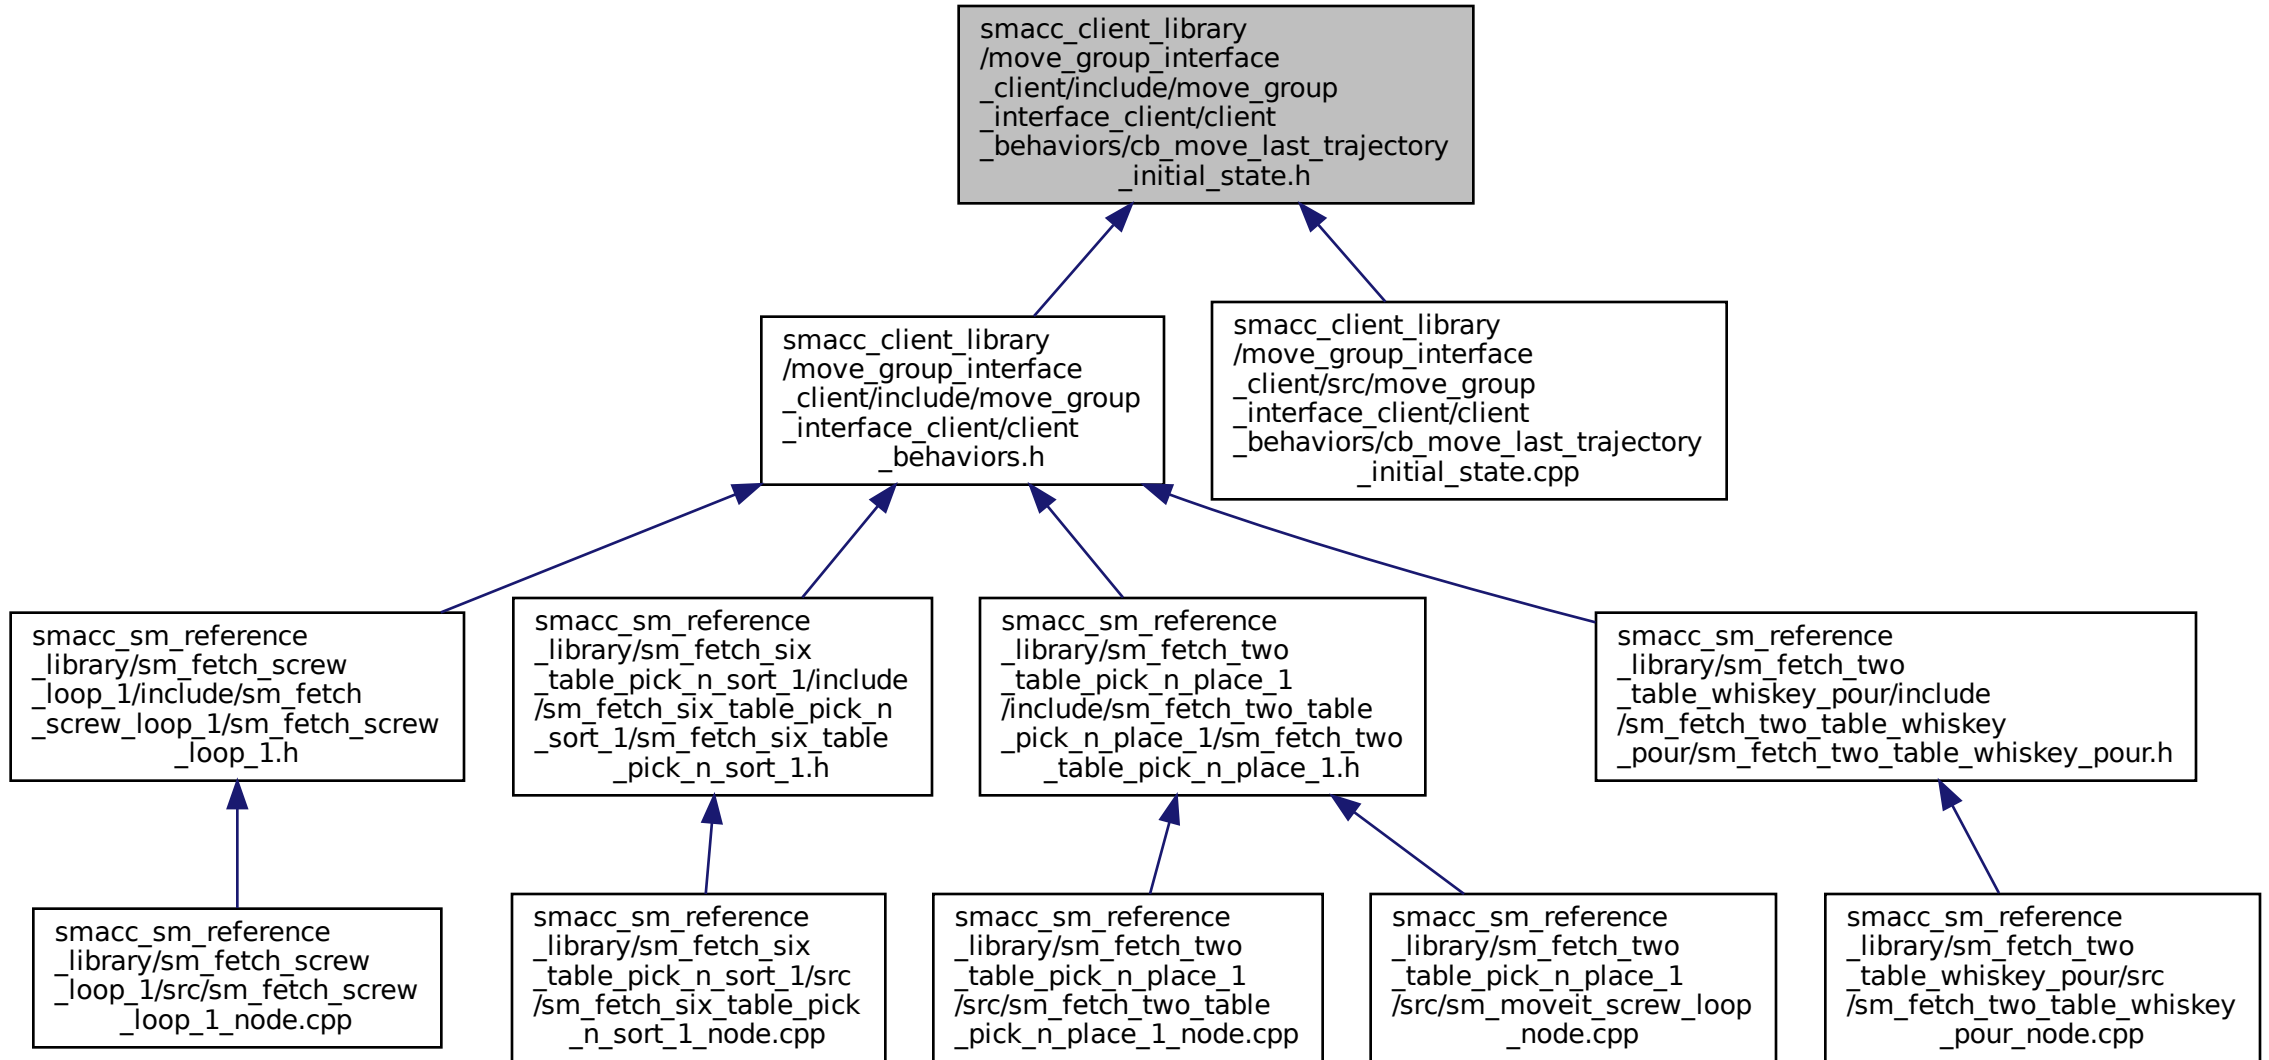 smacc_client_library
/move_group_interface
_client/include/move_group
_interface_client/client
_behaviors/cb_move_last_trajectory
_initial_state.h
smacc_client_library
/move_group_interface
_client/include/move_group
_interface_client/client
_behaviors.h
smacc_client_library
/move_group_interface
_client/src/move_group
_interface_client/client
_behaviors/cb_move_last_trajectory
_initial_state.cpp
smacc_sm_reference
_library/sm_fetch_screw
_loop_1/include/sm_fetch
_screw_loop_1/sm_fetch_screw
_loop_1.h
smacc_sm_reference
_library/sm_fetch_six
_table_pick_n_sort_1/include
/sm_fetch_six_table_pick_n
_sort_1/sm_fetch_six_table
_pick_n_sort_1.h
smacc_sm_reference
_library/sm_fetch_two
_table_pick_n_place_1
/include/sm_fetch_two_table
_pick_n_place_1/sm_fetch_two
_table_pick_n_place_1.h
smacc_sm_reference
_library/sm_fetch_two
_table_whiskey_pour/include
/sm_fetch_two_table_whiskey
_pour/sm_fetch_two_table_whiskey_pour.h
smacc_sm_reference
_library/sm_fetch_screw
_loop_1/src/sm_fetch_screw
_loop_1_node.cpp
smacc_sm_reference
_library/sm_fetch_six
_table_pick_n_sort_1/src
/sm_fetch_six_table_pick
_n_sort_1_node.cpp
smacc_sm_reference
_library/sm_fetch_two
_table_pick_n_place_1
/src/sm_fetch_two_table
_pick_n_place_1_node.cpp
smacc_sm_reference
_library/sm_fetch_two
_table_pick_n_place_1
/src/sm_moveit_screw_loop
_node.cpp
smacc_sm_reference
_library/sm_fetch_two
_table_whiskey_pour/src
/sm_fetch_two_table_whiskey
_pour_node.cpp